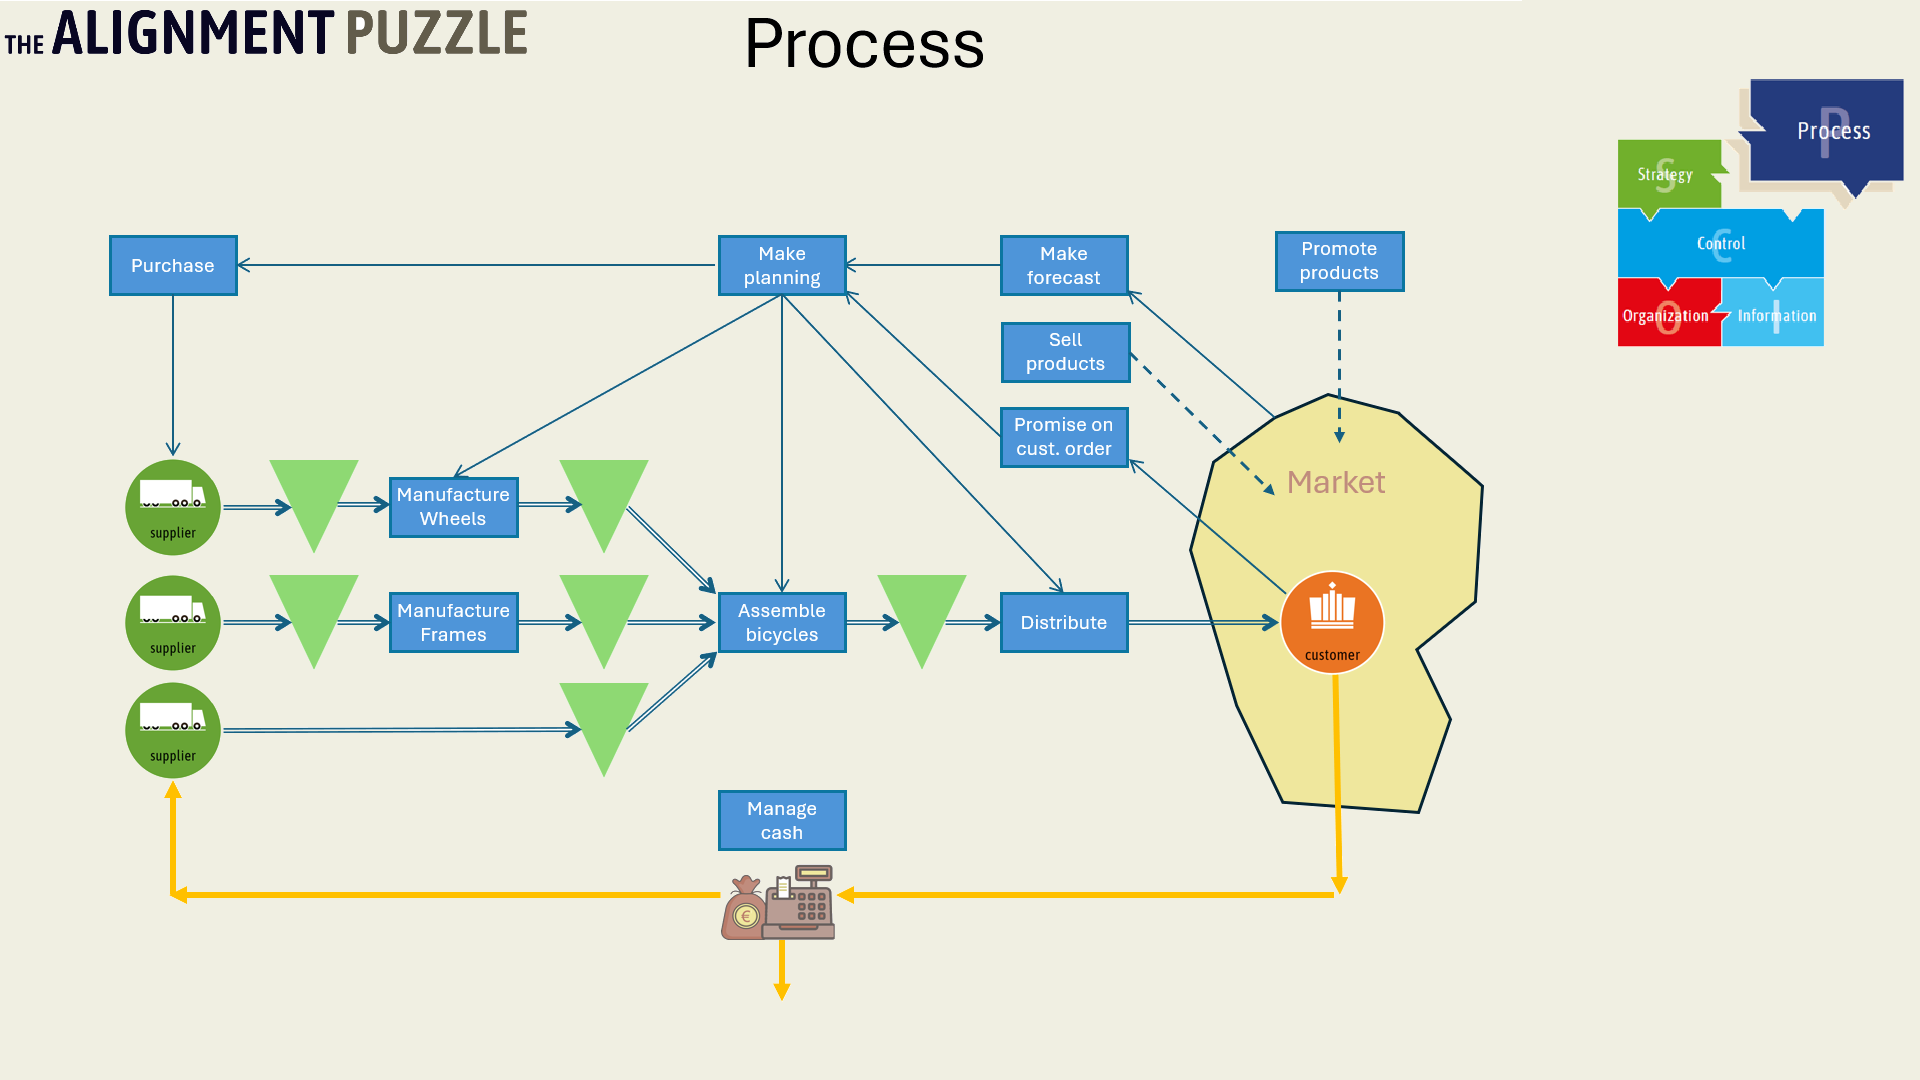 THE ALIGNMENT PUZZLE
Process
P
Process
S
Strategy
C
Control
O
Organization
I
Information
Purchase
Make
planning
Make
forecast
Promote
products
Sell
products
Promise on
cust. order
Market
supplier
Manufacture
Wheels
supplier
Manufacture
Frames
Assemble
bicycles
Distribute
customer
supplier
Manage
cash
€